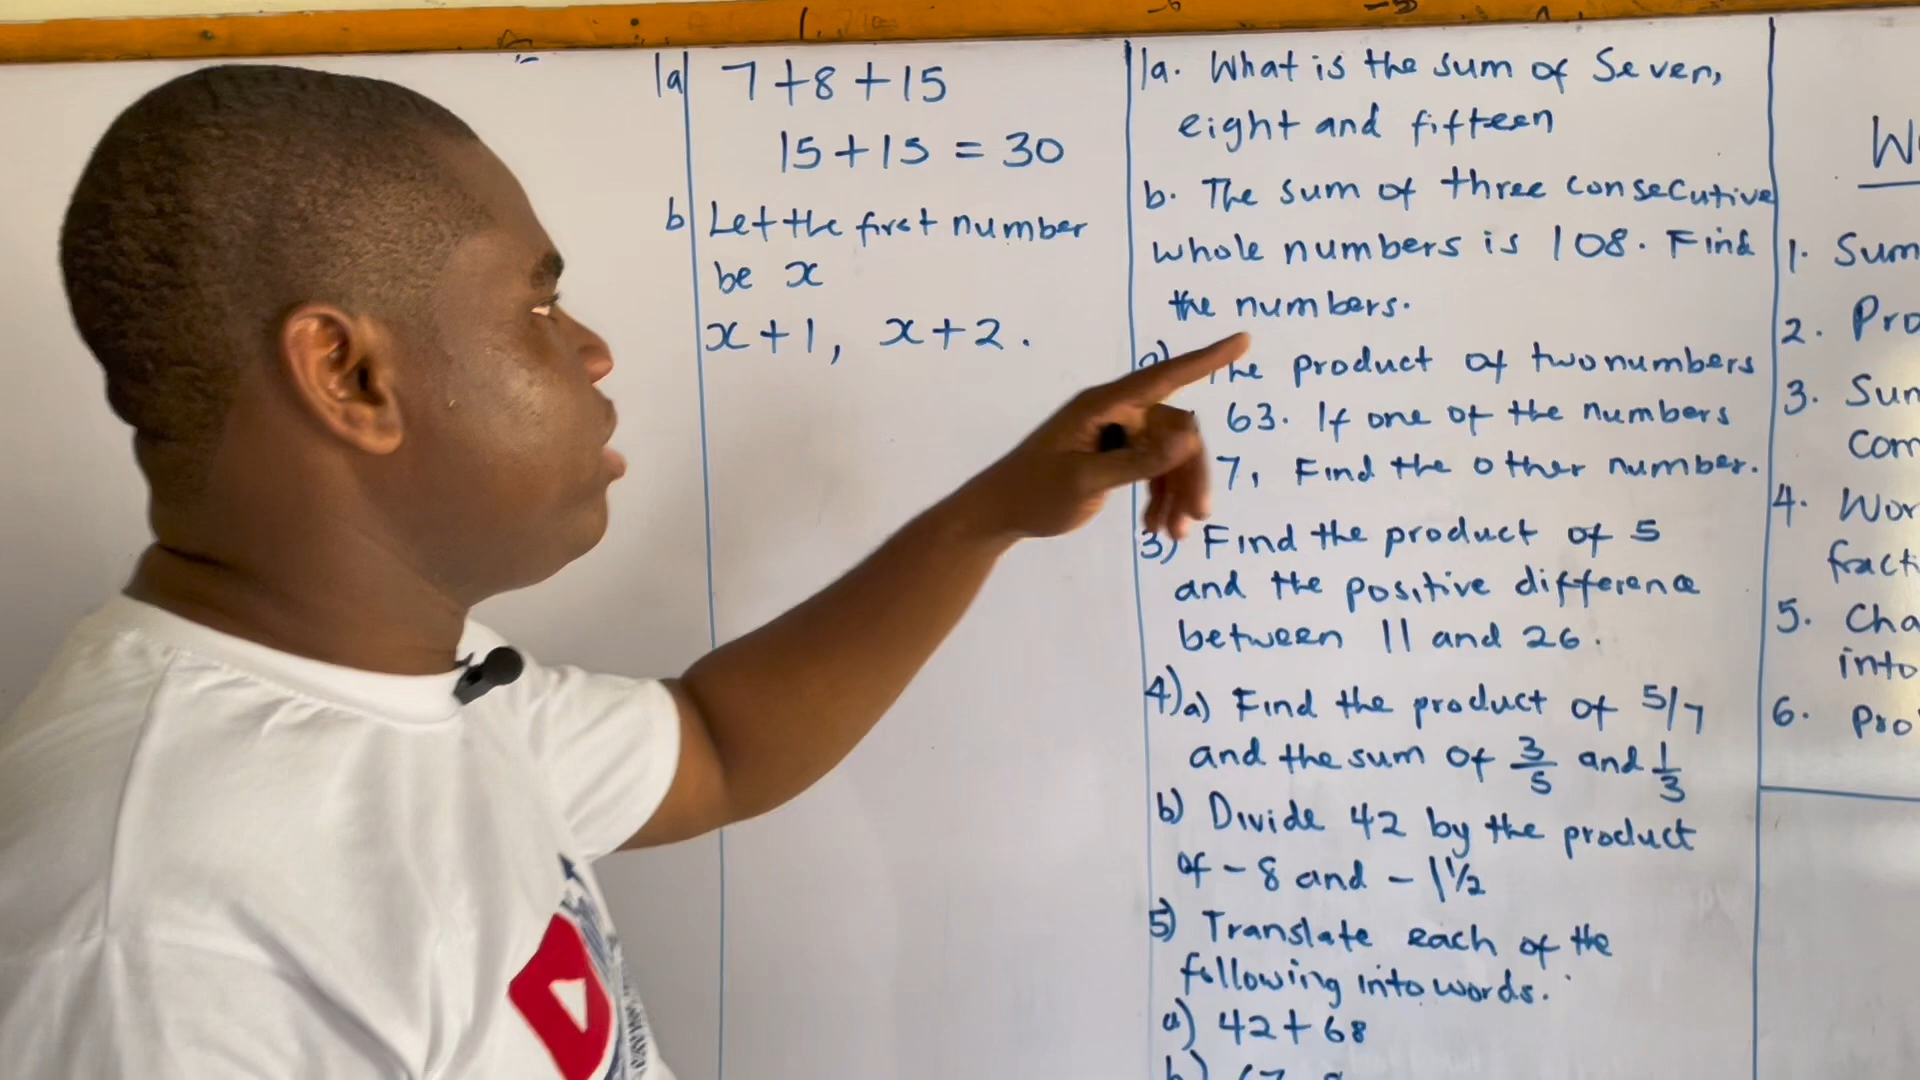 1a 7+8+15
15+15 = 30
b Let the first number
be x
x+1, x+2.
1a. What is the sum of Seven,
eight and fifteen
b. The sum of three consecutive
whole numbers is 108. Find
the numbers.
The product of two numbers
63. If one of the numbers
7, Find the other number.
3) Find the product of 5
and the positive difference
between 11 and 26.
4)a) Find the product of 5/7
and the sum of 3/5 and 1/3
b) Divide 42 by the product
of -8 and -1 1/2
5) Translate each of the
following into words.
a) 42+68
b)
1. Sum
2. Pro
3. Sum
Com
4. Wor
fracti
5. Cha
into
6. Pro